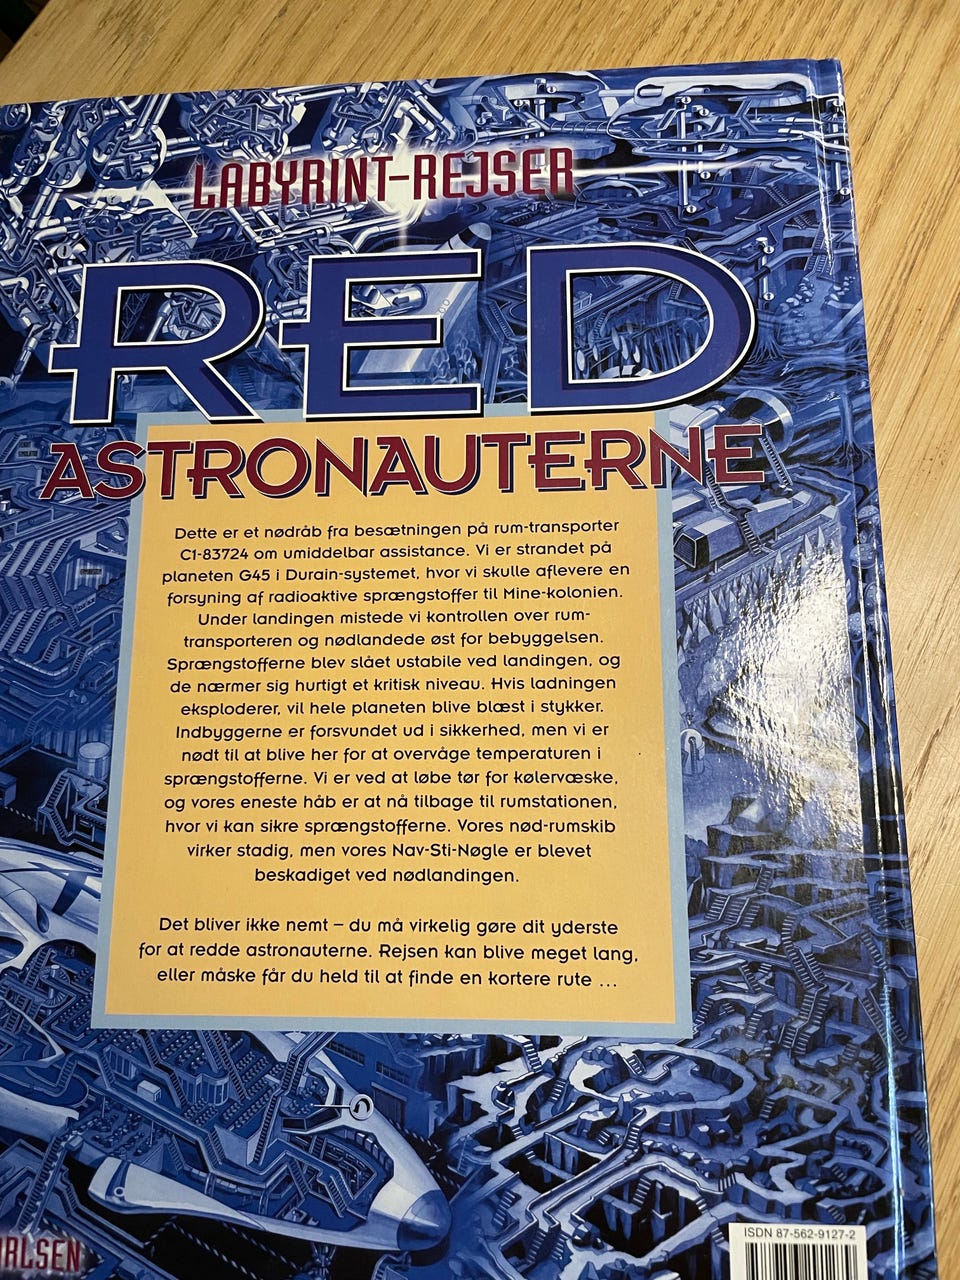 LABYRINT-REJSER
RED
ASTRONAUTERNE
Dette er et nødråb fra besætningen på rum-transporter
C1-83724 om umiddelbar assistance. Vi er strandet på
planeten G45 i Durain-systemet, hvor vi skulle aflevere en
forsyning af radioaktive sprængstoffer til Mine-kolonien.
Under landingen mistede vi kontrollen over rum-
transporteren og nødlandede øst for bebyggelsen.
Sprængstofferne blev slået ustabile ved landingen, og
de nærmer sig hurtigt et kritisk niveau. Hvis ladningen
eksploderer, vil hele planeten blive blæst i stykker.
Indbyggerne er forsvundet ud i sikkerhed, men vi er
nødt til at blive her for at overvåge temperaturen i
sprængstofferne. Vi er ved at løbe tør for kølervæske,
og vores eneste håb er at nå tilbage til rumstationen,
hvor vi kan sikre sprængstofferne. Vores nød-rumskib
virker stadig, men vores Nav-Sti-Nøgle er blevet
beskadiget ved nødlandingen.
Det bliver ikke nemt – du må virkelig gøre dit yderste
for at redde astronauterne. Rejsen kan blive meget lang,
eller måske får du held til at finde en kortere rute ...
ISDN 87-562-9127-2